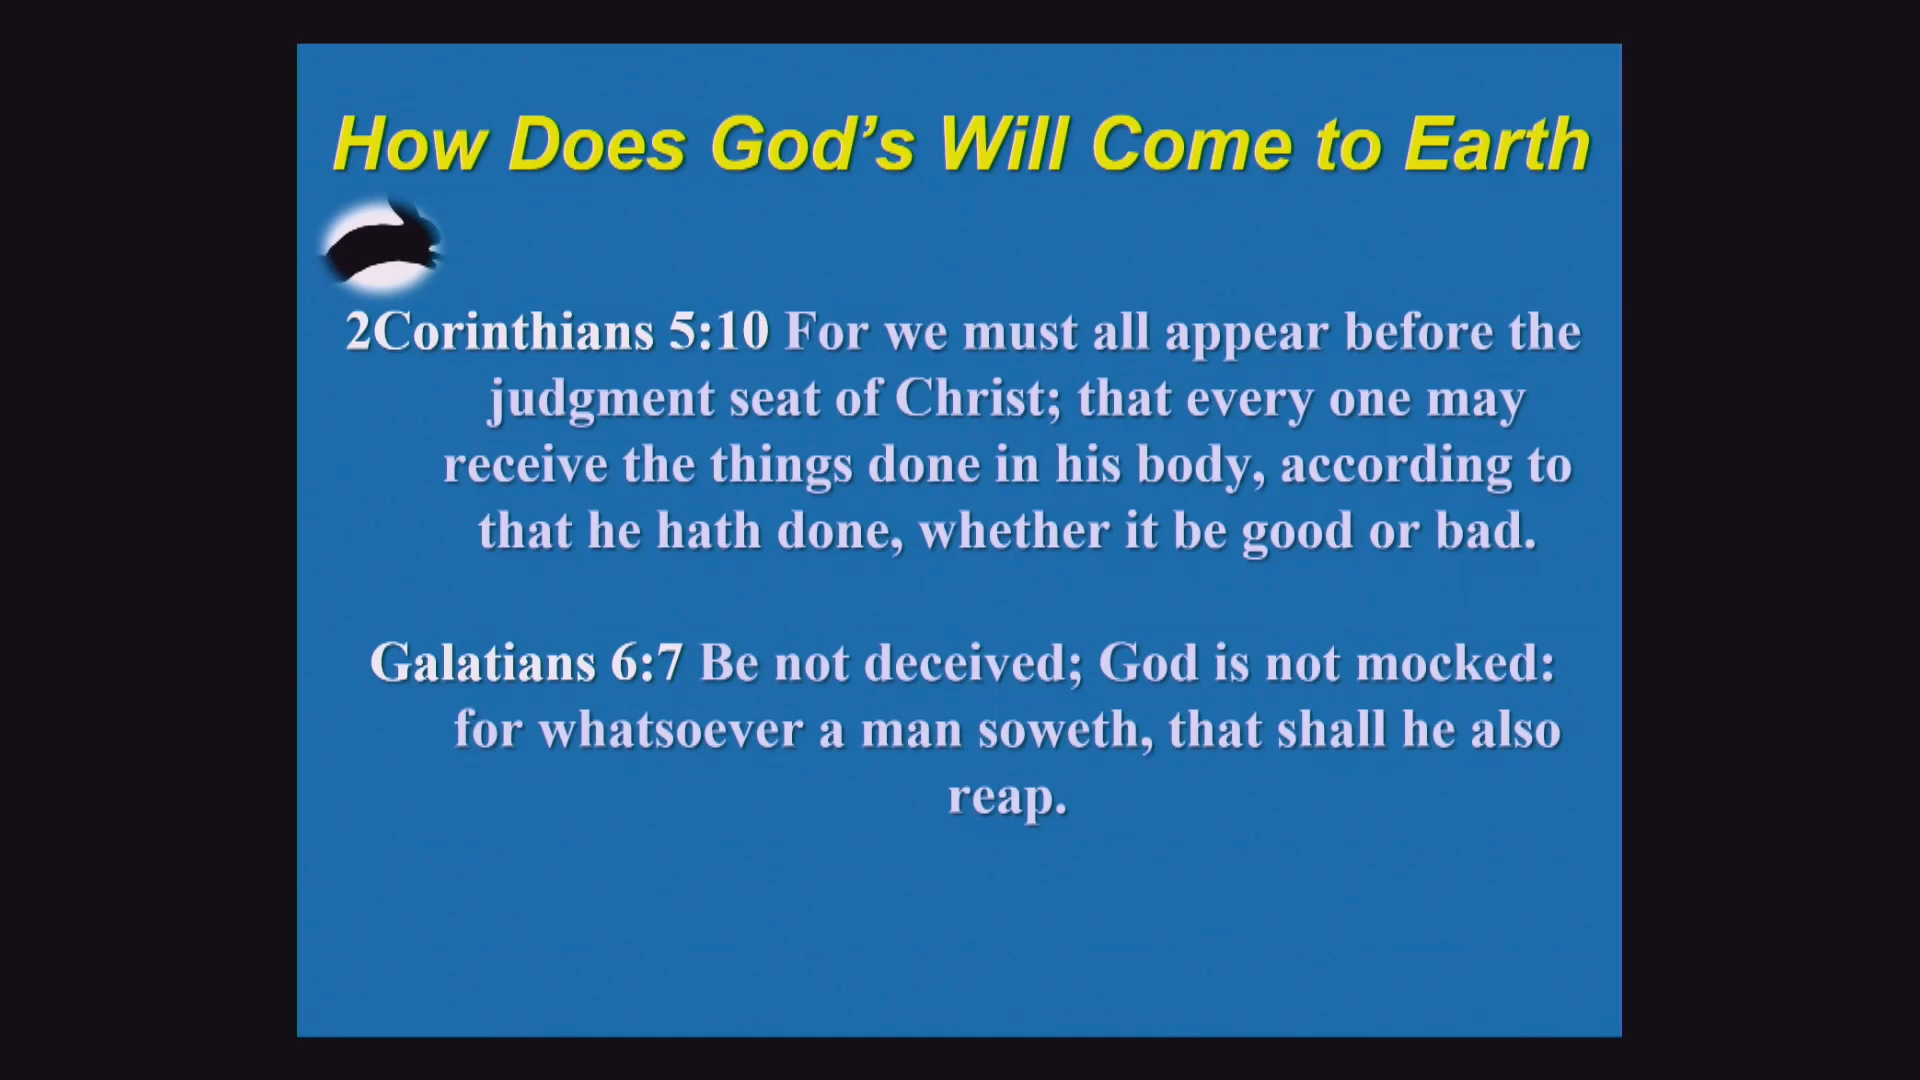 How Does God’s Will Come to Earth
2Corinthians 5:10 For we must all appear before the
judgment seat of Christ; that every one may
receive the things done in his body, according to
that he hath done, whether it be good or bad.
Galatians 6:7 Be not deceived; God is not mocked:
for whatsoever a man soweth, that shall he also
reap.